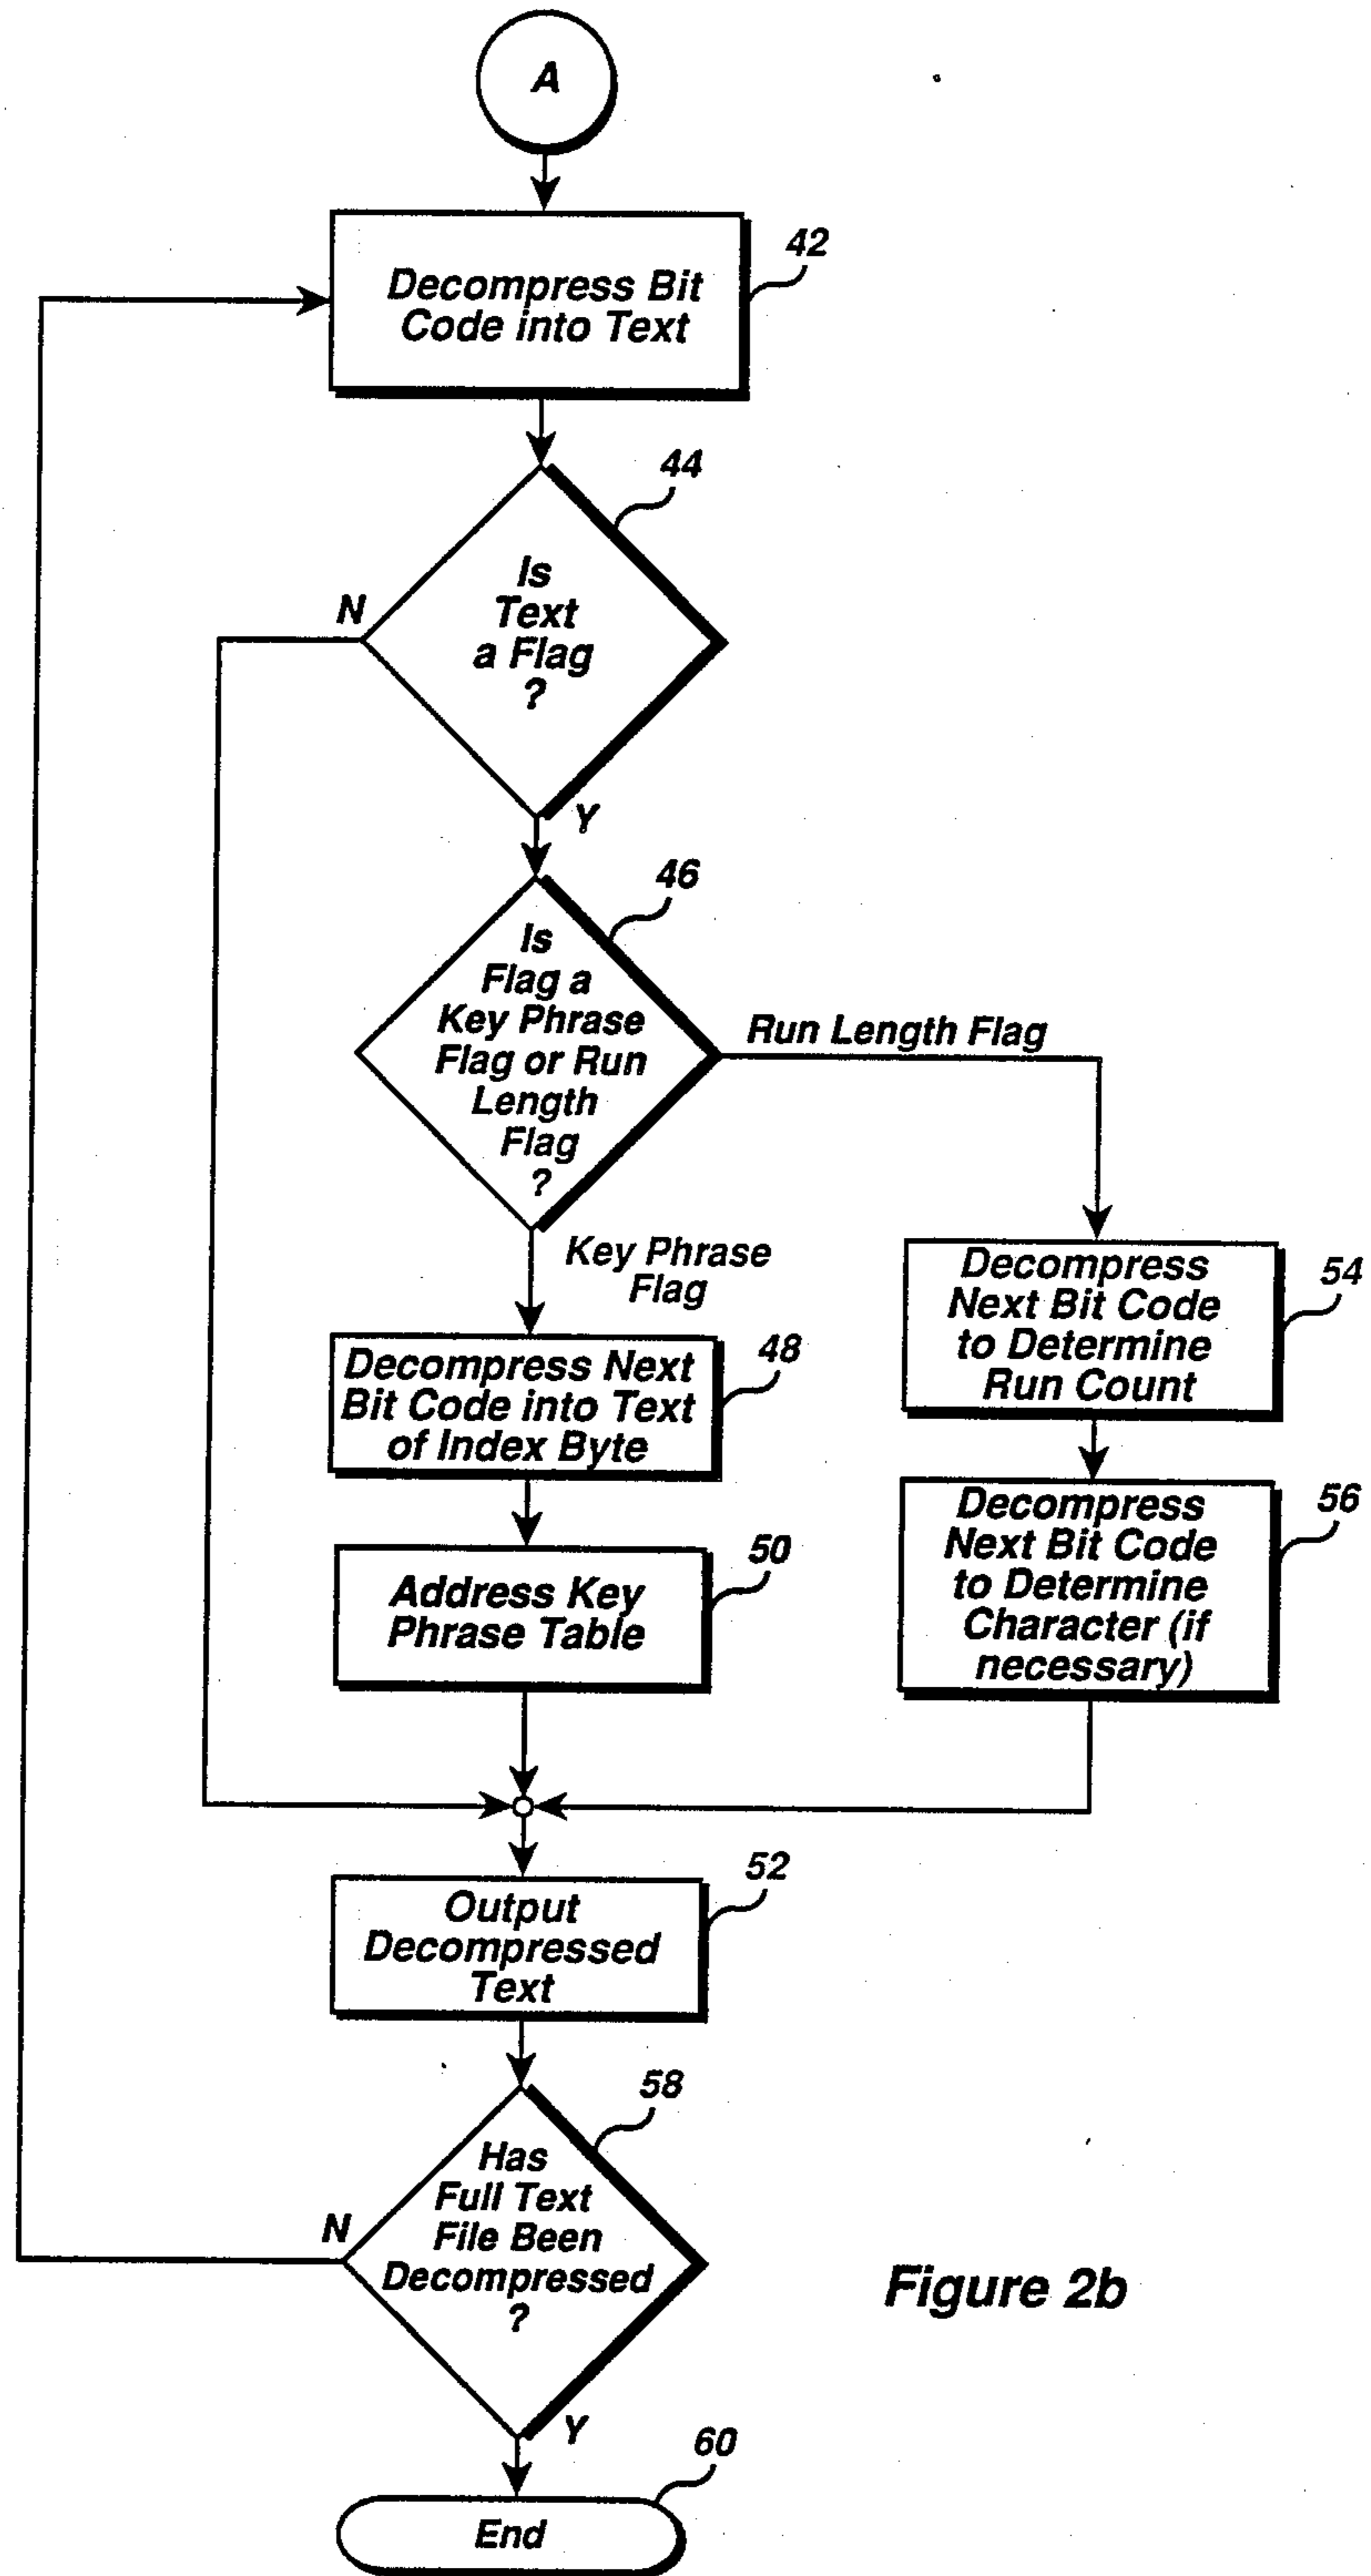 A
Decompress Bit
Code into Text
42
Is
Text
a Flag
?
44
N
Y
Is
Flag a
Key Phrase
Flag or Run
Length
Flag
?
46
Run Length Flag
Key Phrase
Flag
Decompress Next
Bit Code into Text
of Index Byte
48
Address Key
Phrase Table
50
Decompress
Next Bit Code
to Determine
Run Count
54
Decompress
Next Bit Code
to Determine
Character (if
necessary)
56
Output
Decompressed
Text
52
Has
Full Text
File Been
Decompressed
?
58
N
Y
End
60
Figure 2b